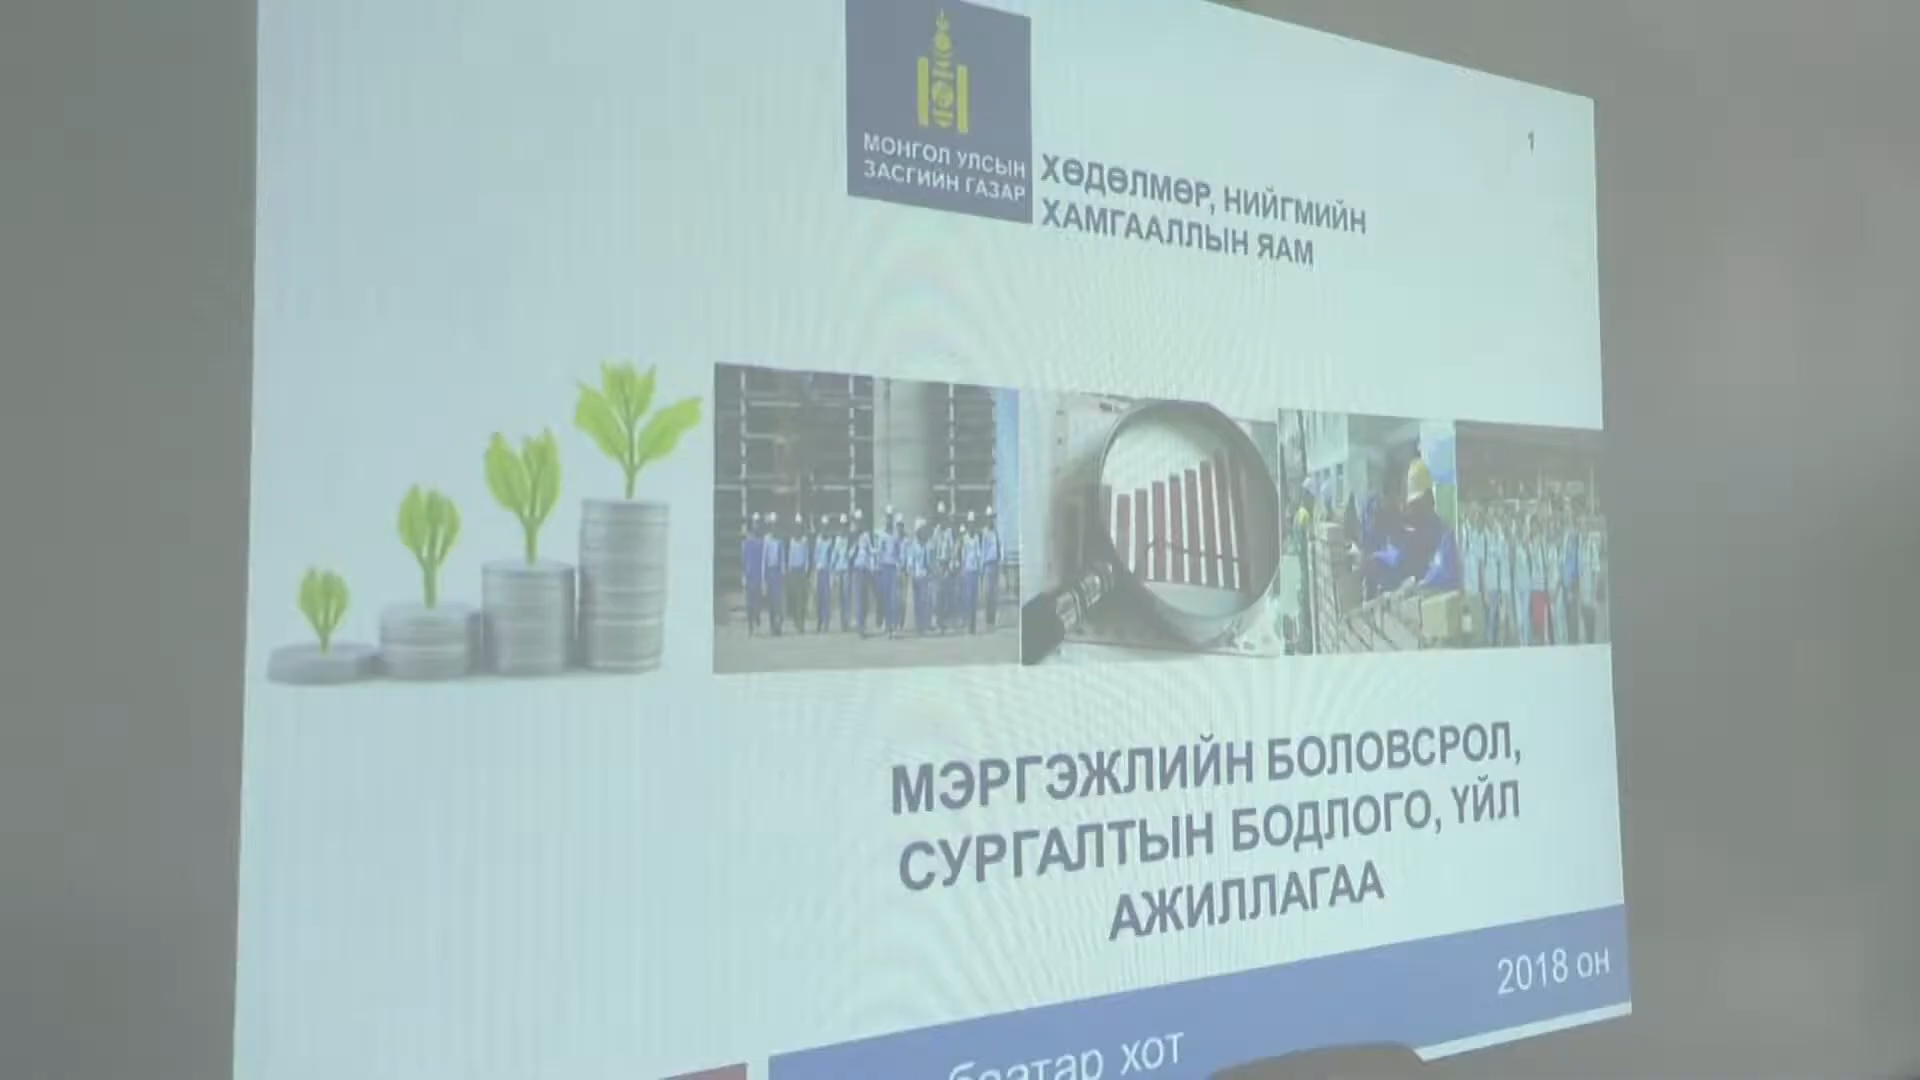 МОНГОЛ УЛСЫН
ЗАСГИЙН ГАЗАР
ХӨДӨЛМӨР, НИЙГМИЙН
ХАМГААЛЛЫН ЯАМ
1
МЭРГЭЖЛИЙН БОЛОВСРОЛ,
СУРГАЛТЫН БОДЛОГО, ҮЙЛ
АЖИЛЛАГАА
2018 он
баатар хот